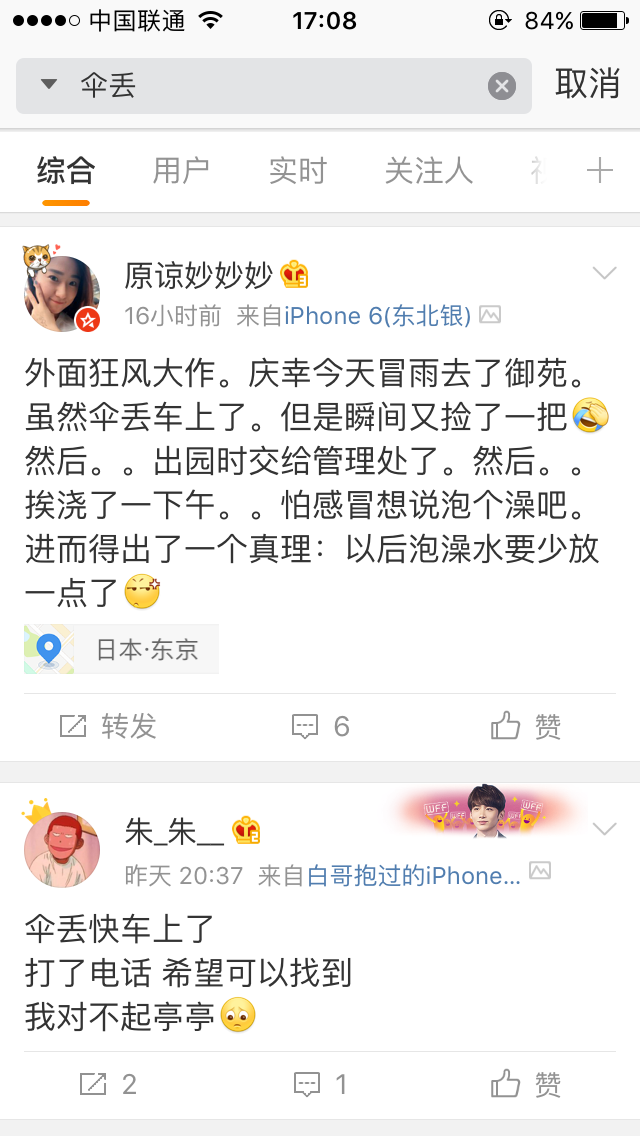 中国联通 17:08 84%
伞丢 取消
综合 用户 实时 关注人
原谅妙妙妙
16小时前 来自iPhone 6(东北银)
外面狂风大作。庆幸今天冒雨去了御苑。
虽然伞丢车上了。但是瞬间又捡了一把
然后。。出园时交给管理处了。然后。。
挨浇了一下午。。怕感冒想说泡个澡吧。
进而得出了一个真理：以后泡澡水要少放
一点了
日本·东京
转发 6 赞
朱_朱__
昨天 20:37 来自白哥抱过的iPhone...
伞丢快车上了
打了电话 希望可以找到
我对不起亭亭
2 1 赞